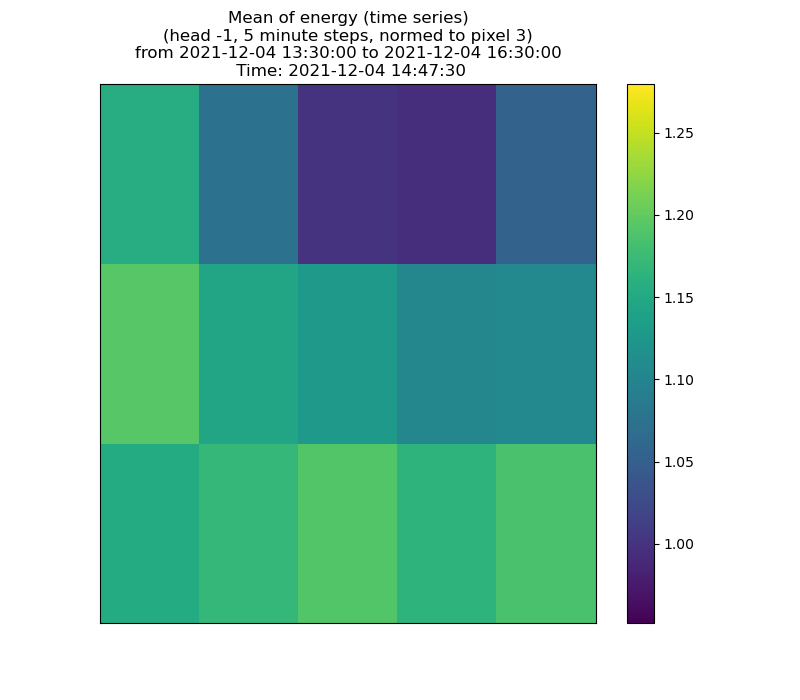 Mean of energy (time series)
(head -1, 5 minute steps, normed to pixel 3)
from 2021-12-04 13:30:00 to 2021-12-04 16:30:00
Time: 2021-12-04 14:47:30
1.25
1.20
1.15
1.10
1.05
1.00